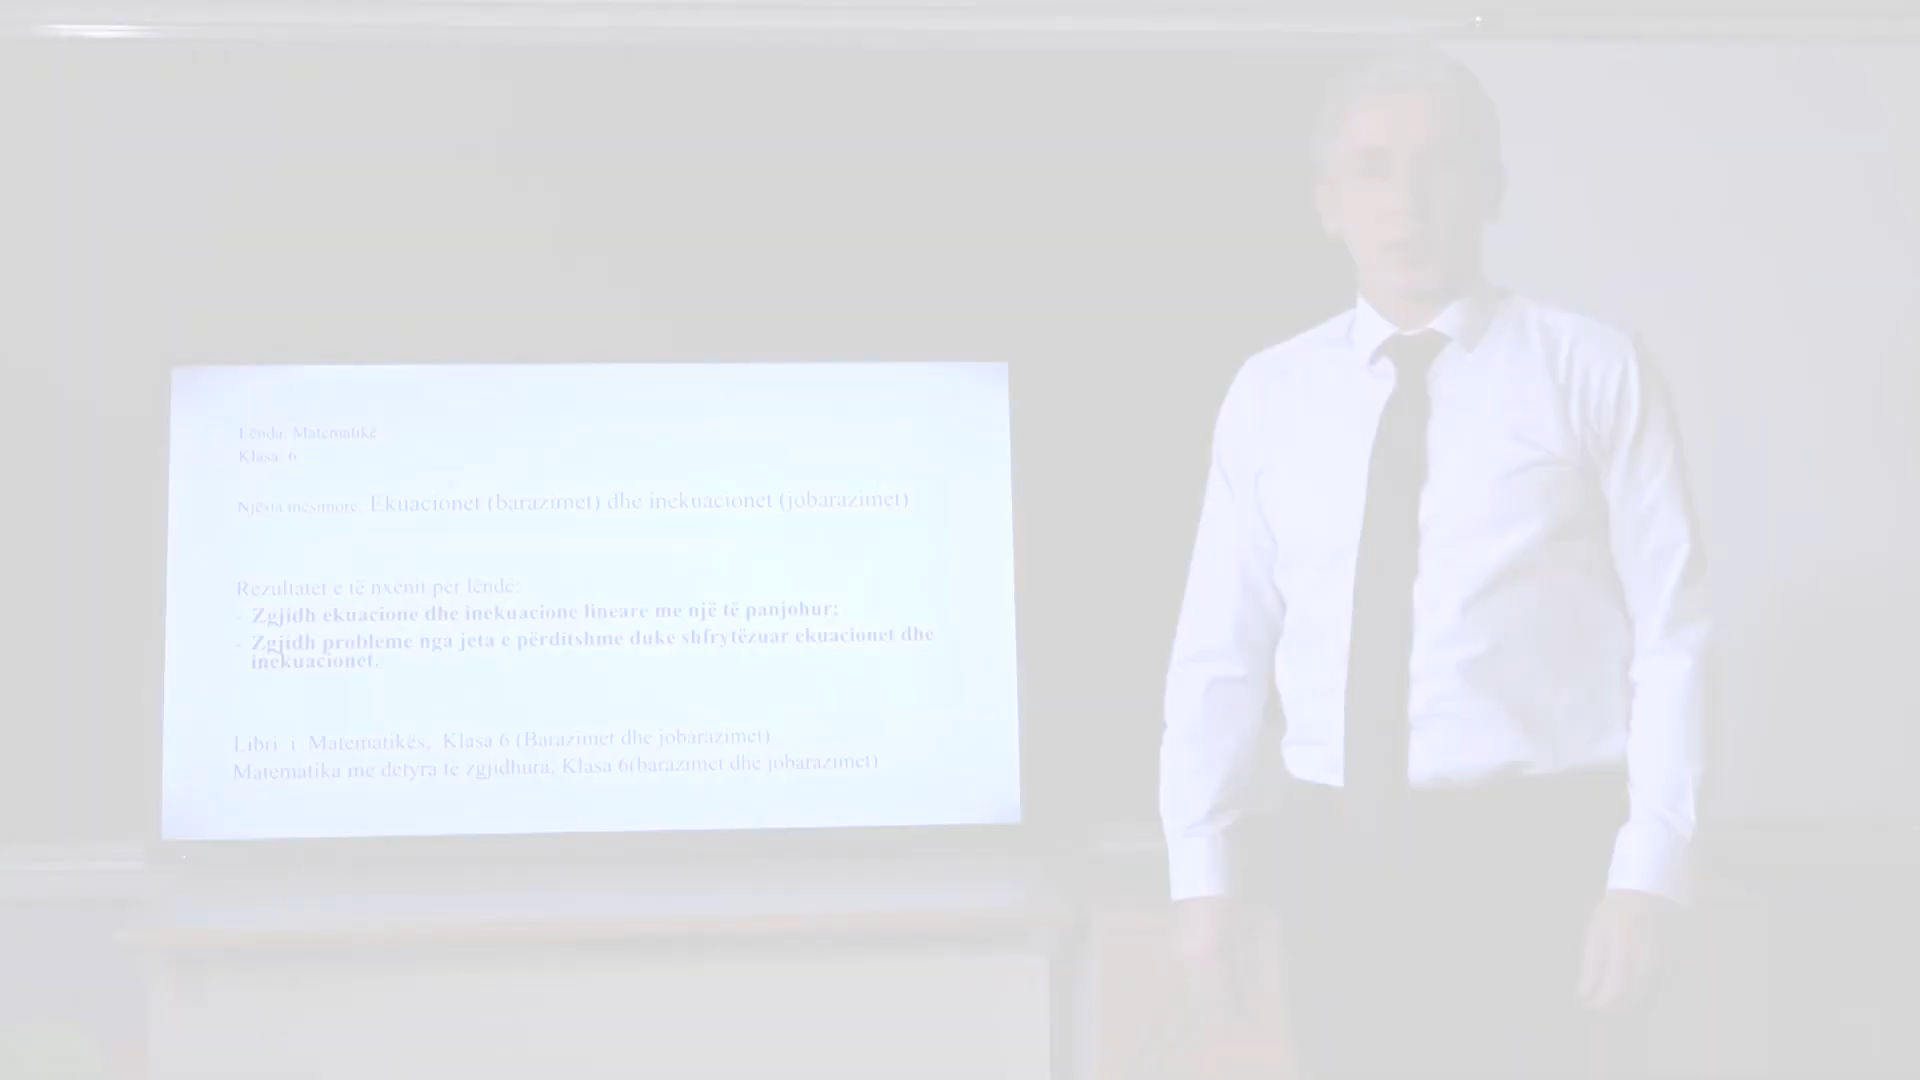 Lënda: Matematikë
Klasa: 6
Njësia mësimore: Ekuacionet (barazimet) dhe inekuacionet (jobarazimet)
Rezultatet e të nxënit për lëndë:
- Zgjidh ekuacione dhe inekuacione lineare me një të panjohur;
- Zgjidh probleme nga jeta e përditshme duke shfrytëzuar ekuacionet dhe
inekuacionet.
Libri i Matematikës, Klasa 6 (Barazimet dhe jobarazimet)
Matematika me detyra të zgjidhura, Klasa 6(barazimet dhe jobarazimet)